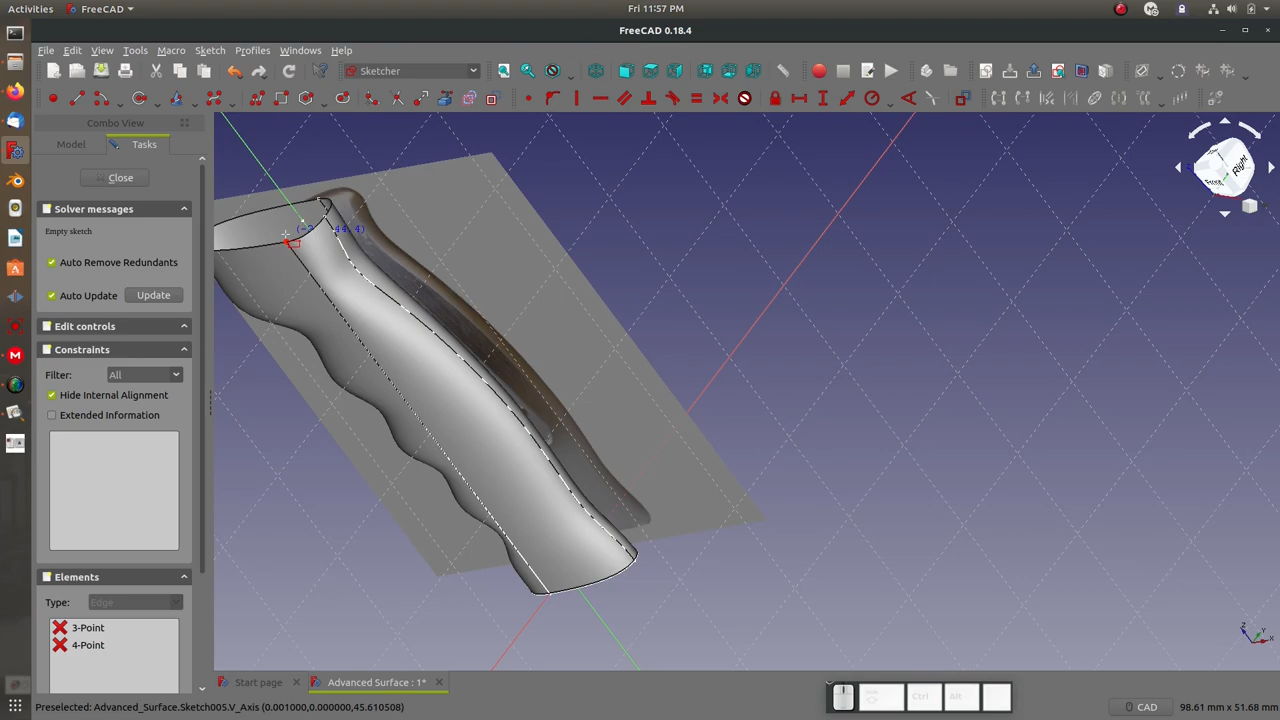 Activities
FreeCAD
Fri 11:57 PM
FreeCAD 0.18.4
File Edit View Tools Macro Sketch Profiles Windows Help
Sketcher
Combo View
Model
Tasks
Close
Solver messages
Empty sketch
Auto Remove Redundants
Auto Update
Update
Edit controls
Constraints
Filter:
All
Hide Internal Alignment
Extended Information
Elements
Type:
Edge
3-Point
4-Point
Right
Z
Y
X
Start page
Advanced Surface : 1*
Ctrl
Alt
Preselected: Advanced_Surface.Sketch005.V_Axis (0.001000,0.000000,45.610508)
CAD
98.61 mm x 51.68 mm